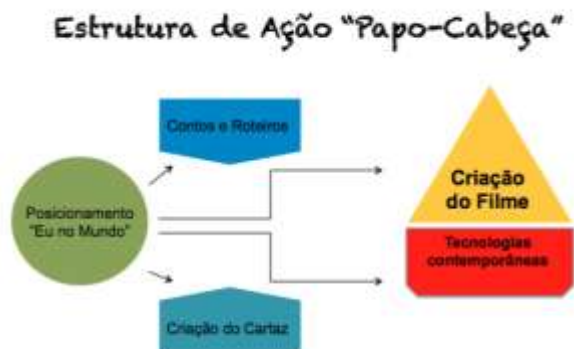 Estrutura de Ação “Papo-Cabeça”
Contos e Roteiros
Posicionamento
“Eu no Mundo”
Criação do Cartaz
Criação
do Filme
Tecnologias
contemporâneas